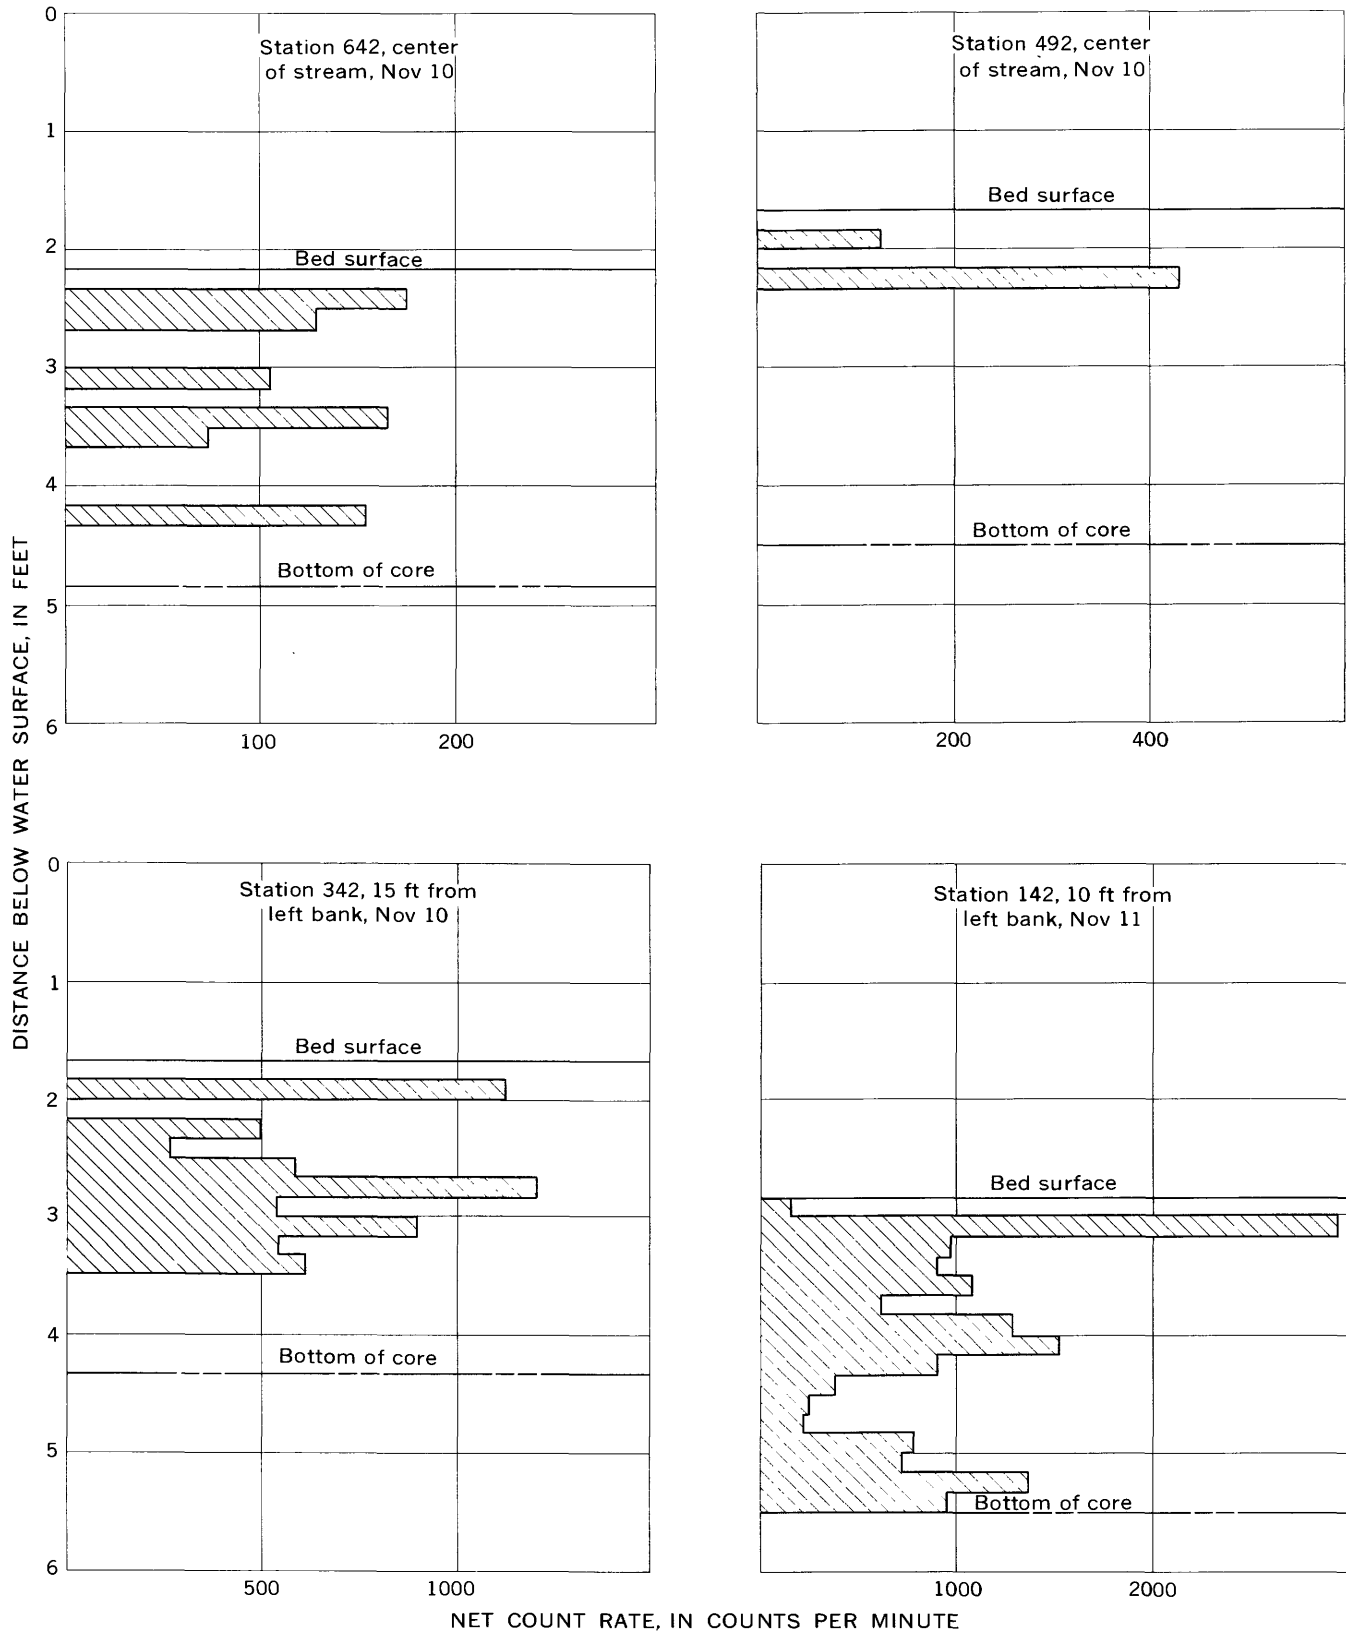 DISTANCE BELOW WATER SURFACE, IN FEET
Station 642, center
of stream, Nov 10
0
1
2
3
4
5
6
Bed surface
Bottom of core
100
200
Station 492, center
of stream, Nov 10
Bed surface
Bottom of core
200
400
Station 342, 15 ft from
left bank, Nov 10
0
1
2
3
4
5
6
Bed surface
Bottom of core
500
1000
Station 142, 10 ft from
left bank, Nov 11
Bed surface
Bottom of core
1000
2000
NET COUNT RATE, IN COUNTS PER MINUTE